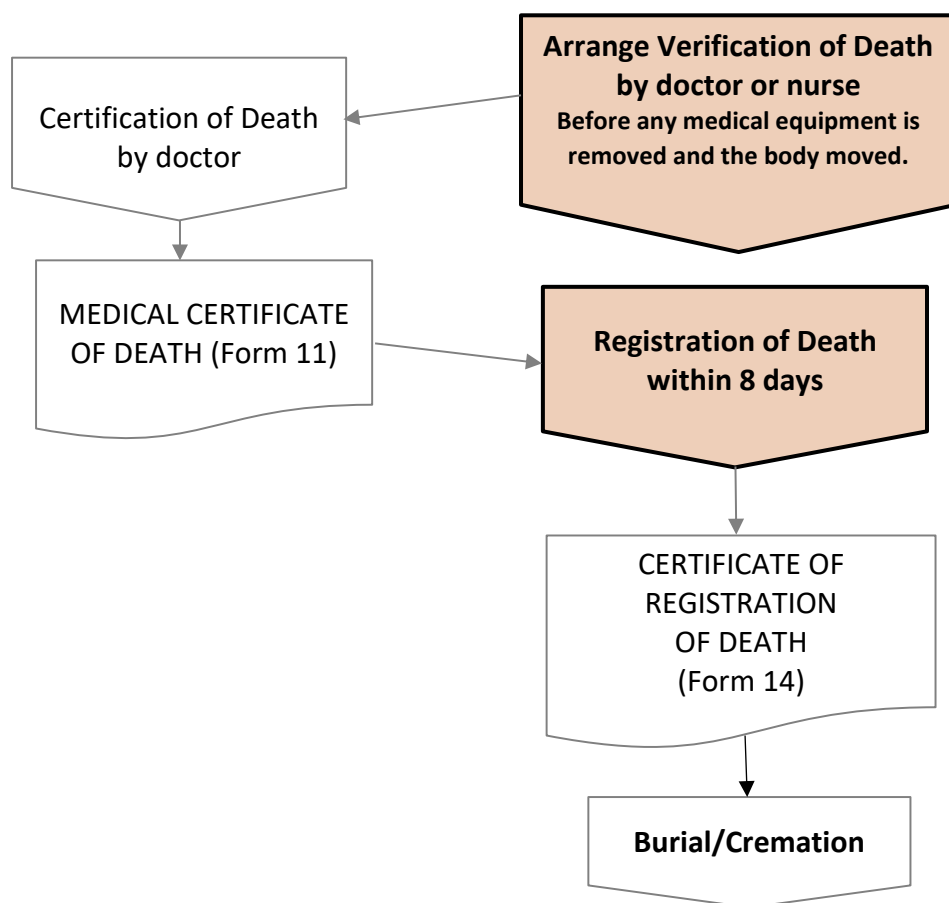 Arrange Verification of Death
by doctor or nurse
Before any medical equipment is
removed and the body moved.
Certification of Death
by doctor
MEDICAL CERTIFICATE
OF DEATH (Form 11)
Registration of Death
within 8 days
CERTIFICATE OF
REGISTRATION
OF DEATH
(Form 14)
Burial/Cremation